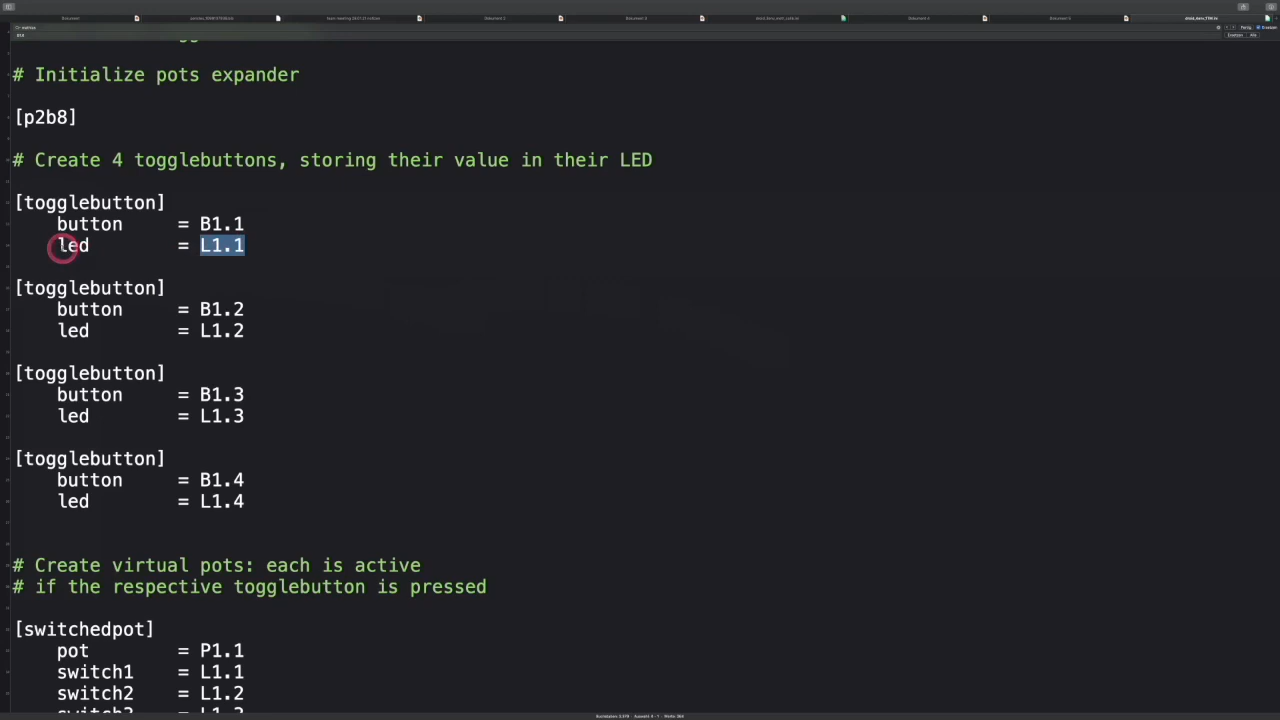 # Initialize pots expander
[p2b8]
# Create 4 togglebuttons, storing their value in their LED
[togglebutton]
button = B1.1
led = L1.1
[togglebutton]
button = B1.2
led = L1.2
[togglebutton]
button = B1.3
led = L1.3
[togglebutton]
button = B1.4
led = L1.4
# Create virtual pots: each is active
# if the respective togglebutton is pressed
[switchedpot]
pot = P1.1
switch1 = L1.1
switch2 = L1.2